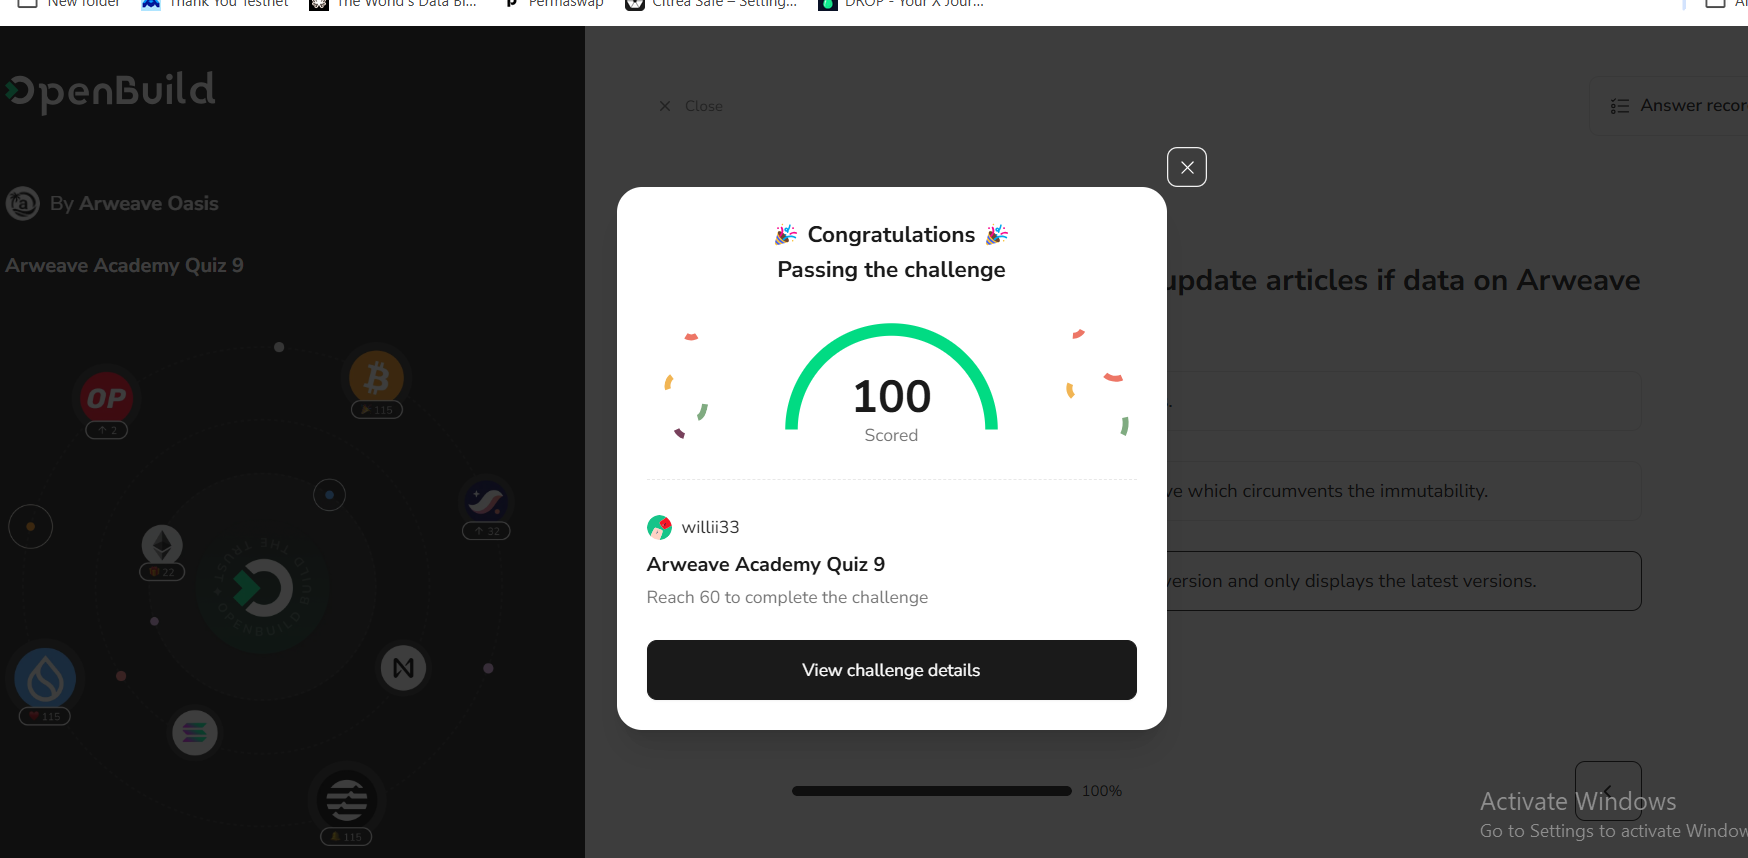 New folder
Thank You Testnet
The World's Data Bl...
Permaswap
Citrea Safe – Setting...
DROP - Your X Jour...
OpenBuild
Close
Answer recor
By Arweave Oasis
Congratulations
Passing the challenge
Arweave Academy Quiz 9
update articles if data on Arweave
OP
2
115
100
Scored
ve which circumvents the immutability.
32
22
BUILD THE TRUST
OPENBUILD
willii33
Arweave Academy Quiz 9
ersion and only displays the latest versions.
Reach 60 to complete the challenge
View challenge details
115
100%
115
Activate Windows
Go to Settings to activate Window